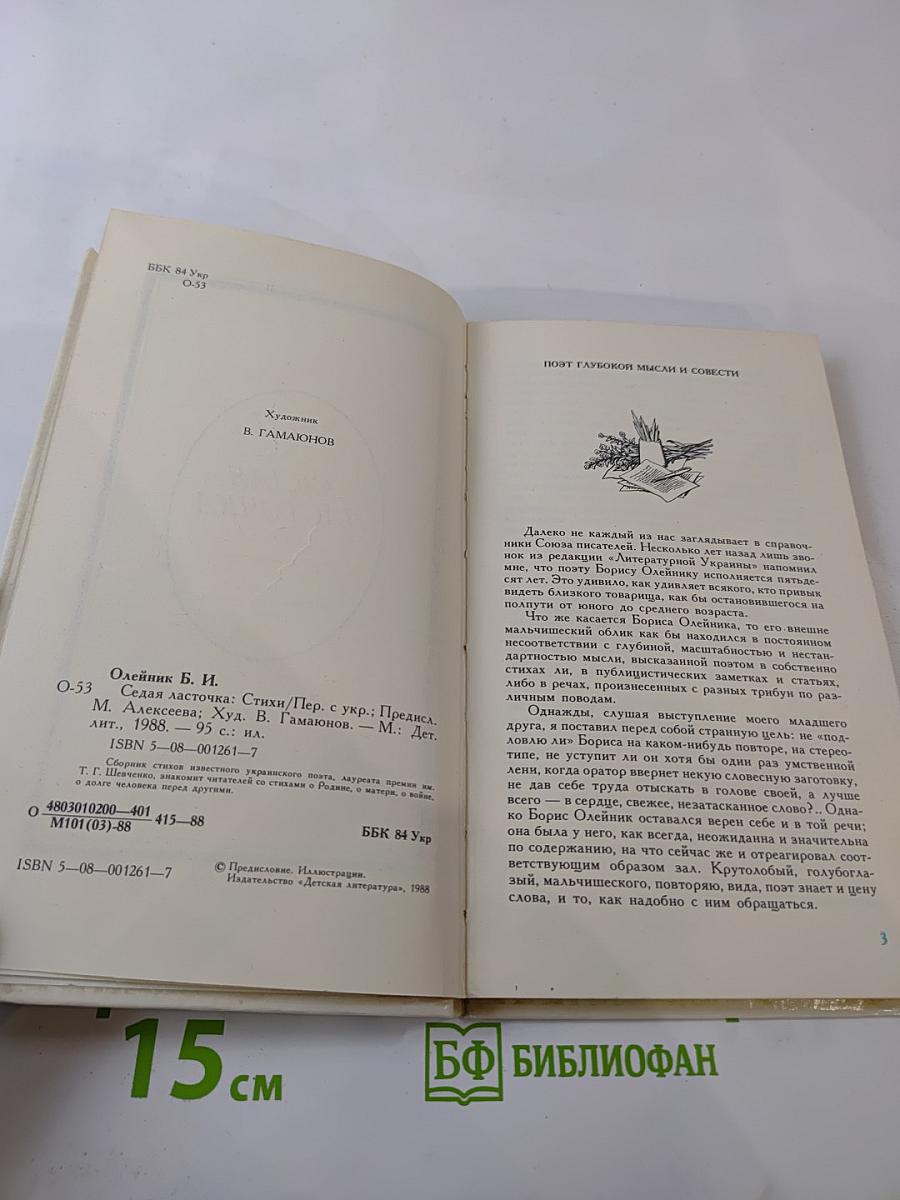 ББК 84 Укр
О-53
Художник
В. ГАМАЮНОВ
Олейник Б. И.
О-53 Седая ласточка: Стихи/Пер. с укр.; Предисл.
М. Алексеева; Худ. В. Гамаюнов. — М.: Дет.
лит., 1988. — 95 с.: ил.
ISBN 5—08—001261—7
Сборник стихов известного украинского поэта, лауреата премии им.
Т. Г. Шевченко, знакомит читателей со стихами о Родине, о матери, о войне,
о долге человека перед другими.
О 4803010200—401 415—88
М101(03)-88
ББК 84 Укр
ISBN 5—08—001261—7
© Предисловие. Иллюстрации.
Издательство «Детская литература», 1988
ПОЭТ ГЛУБОКОЙ МЫСЛИ И СОВЕСТИ
Далеко не каждый из нас заглядывает в справоч-
ники Союза писателей. Несколько лет назад лишь зво-
нок из редакции «Литературной Украины» напомнил
мне, что поэту Борису Олейнику исполняется пятьде-
сят лет. Это удивило, как удивляет всякого, кто привык
видеть близкого товарища, как бы остановившегося на
полпути от юного до среднего возраста.
Что же касается Бориса Олейника, то его внешне
мальчишеский облик как бы находился в постоянном
несоответствии с глубиной, масштабностью и нестан-
дартностью мысли, высказанной поэтом в собственно
стихах ли, в публицистических заметках и статьях,
либо в речах, произнесенных с разных трибун по раз-
личным поводам.
Однажды, слушая выступление моего младшего
друга, я поставил перед собой странную цель: не «под-
ловлю ли» Бориса на каком-нибудь повторе, на стерео-
типе, не уступит ли он хотя бы один раз умственной
лени, когда оратор ввернет некую словесную заготовку,
не дав себе труда отыскать в голове своей, а лучше
всего — в сердце, свежее, незатасканное слово?.. Одна-
ко Борис Олейник оставался верен себе и в той речи;
она была у него, как всегда, неожиданна и значительна
по содержанию, на что сейчас же и отреагировал соот-
ветствующим образом зал. Крутолобый, голубогла-
зый, мальчишеского, повторяю, вида, поэт знает и цену
слова, и то, как надобно с ним обращаться.
3
15 см
БФ БИБЛИОФАН